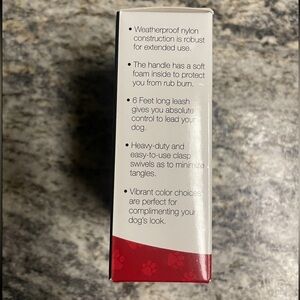 • Weatherproof nylon
construction is robust
for extended use.
• The handle has a soft
foam inside to protect
you from rub burn.
• 6 Feet long leash
gives you absolute
control to lead your
dog.
• Heavy-duty and
easy-to-use clasp
swivels as to minimize
tangles.
• Vibrant color choices
are perfect for
complimenting your
dog's look.